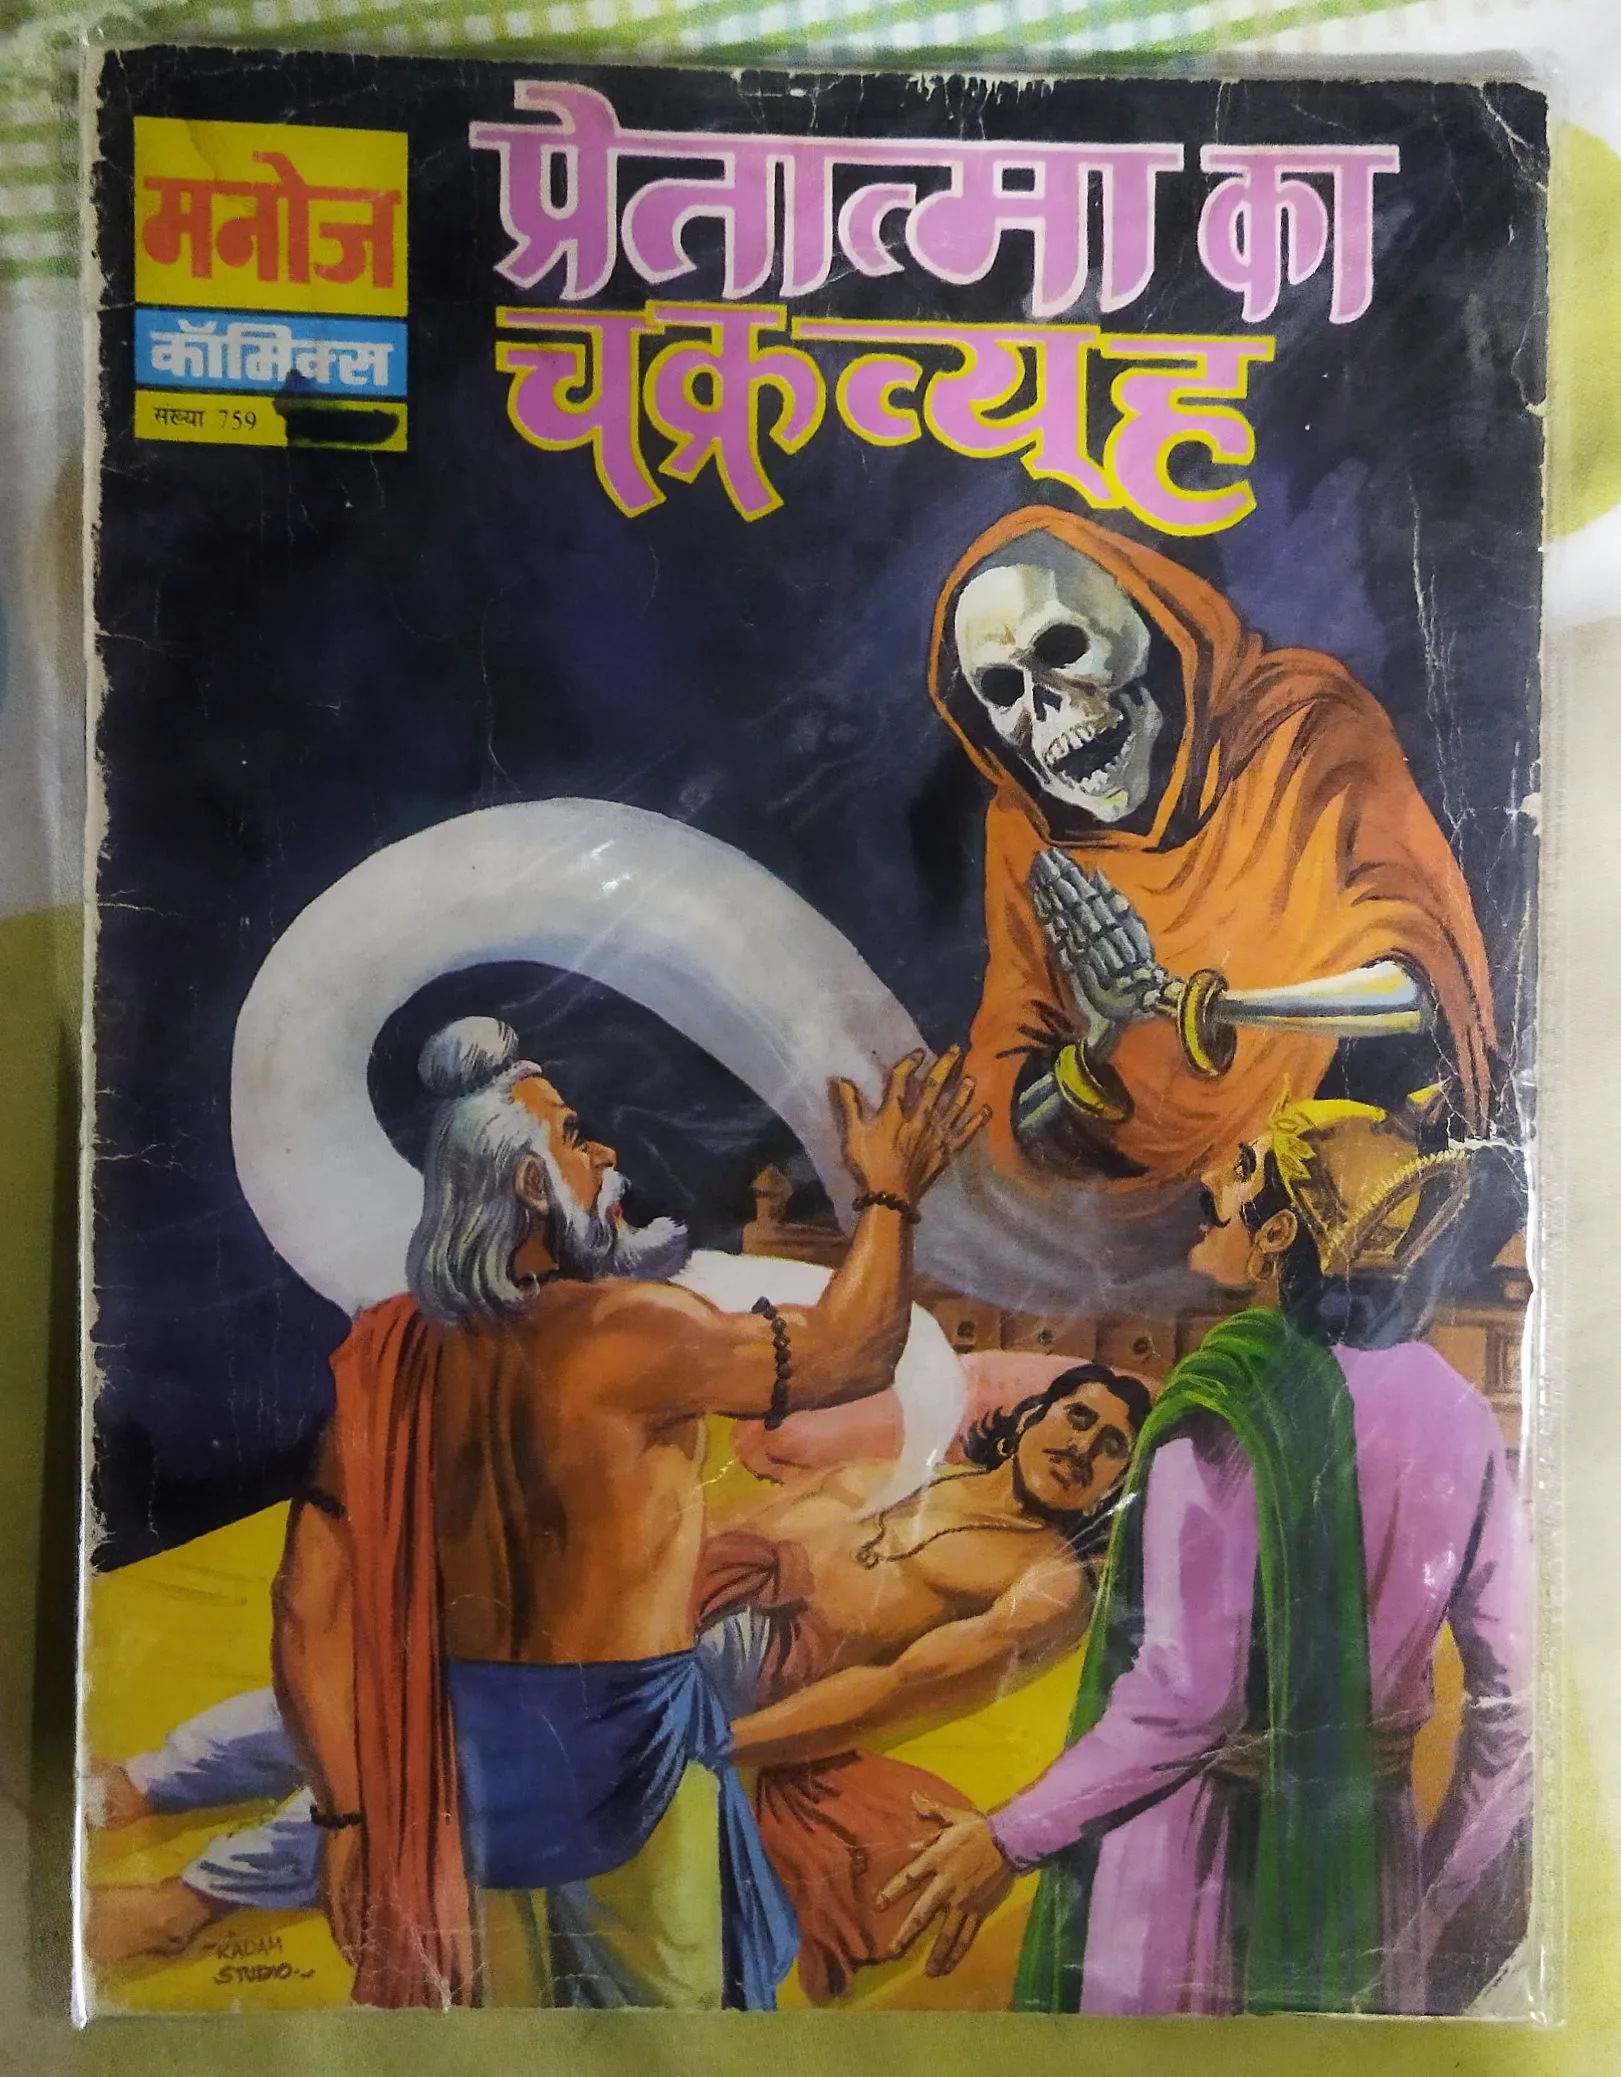 मनोज
कॉमिक्स
संख्या 759
प्रेतात्मा का
चक्रव्यूह
KADAM
STUDIO